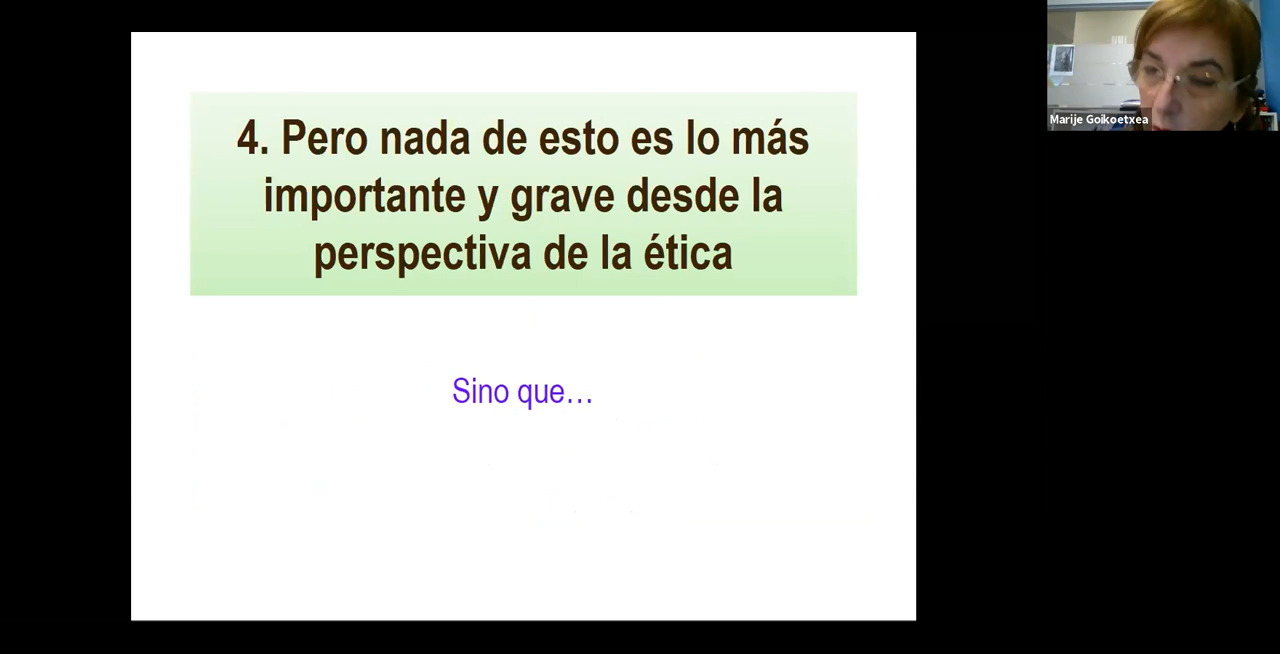 4. Pero nada de esto es lo más
importante y grave desde la
perspectiva de la ética
Sino que...
Marije Goikoetxea